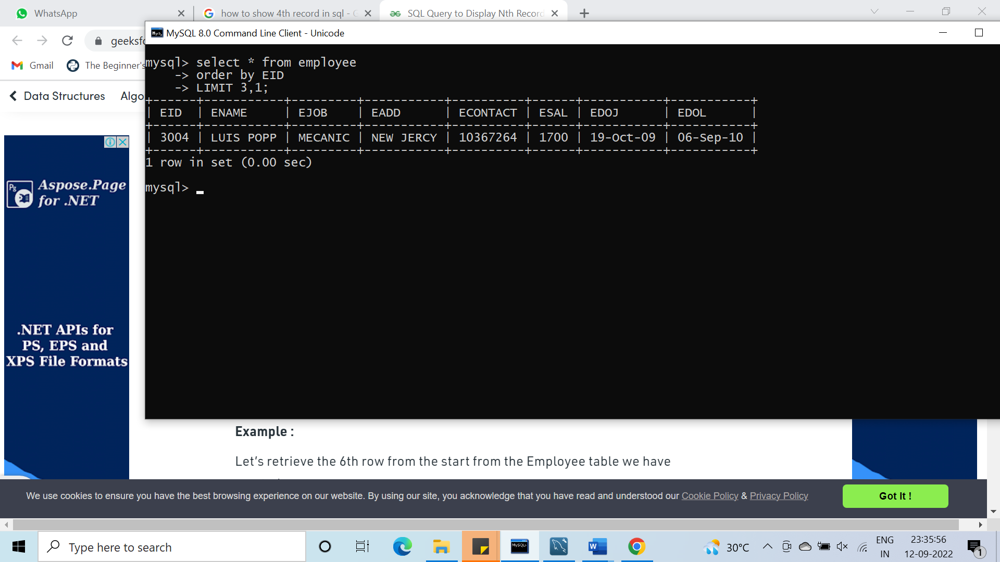 WhatsApp
how to show 4th record in sql - G
SQL Query to Display Nth Record
MySQL 8.0 Command Line Client - Unicode
geeksfo
Gmail
The Beginner's
Data Structures
Algo
mysql> select * from employee
-> order by EID
-> LIMIT 3,1;
+------+-----------+---------+-----------+----------+------+-----------+-----------+
| EID | ENAME | EJOB | EADD | ECONTACT | ESAL | EDOJ | EDOL |
+------+-----------+---------+-----------+----------+------+-----------+-----------+
| 3004 | LUIS POPP | MECANIC | NEW JERCY | 10367264 | 1700 | 19-Oct-09 | 06-Sep-10 |
+------+-----------+---------+-----------+----------+------+-----------+-----------+
1 row in set (0.00 sec)
mysql>
Pg
Aspose.Page
for .NET
.NET APIs for
PS, EPS and
XPS File Formats
Example :
Let's retrieve the 6th row from the start from the Employee table we have
We use cookies to ensure you have the best browsing experience on our website. By using our site, you acknowledge that you have read and understood our Cookie Policy & Privacy Policy
Got It !
Type here to search
MySQL>
W
30°C
ENG
IN
23:35:56
12-09-2022
1